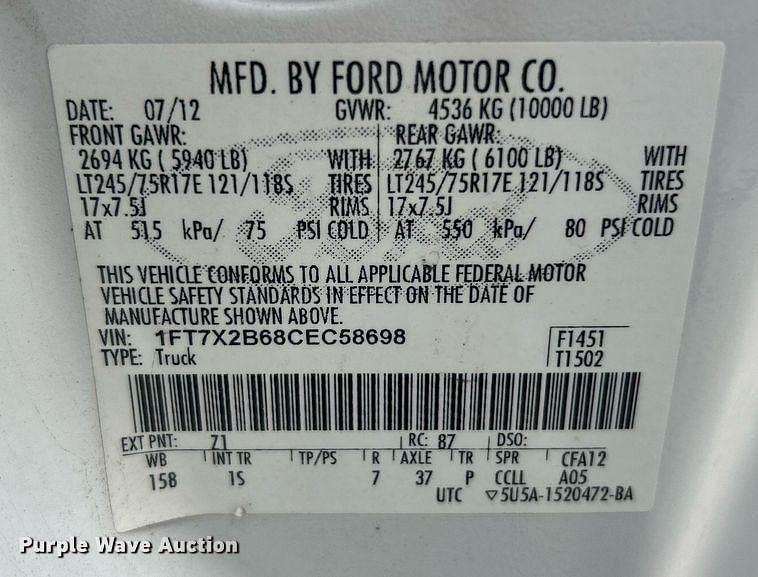 MFD. BY FORD MOTOR CO.
DATE: 07/12 GVWR: 4536 KG (10000 LB)
FRONT GAWR: REAR GAWR:
2694 KG ( 5940 LB) WITH 2767 KG ( 6100 LB) WITH
LT245/75R17E 121/118S TIRES LT245/75R17E 121/118S TIRES
17x7.5J RIMS 17x7.5J RIMS
AT 515 kPa/ 75 PSI COLD AT 550 kPa/ 80 PSI COLD
THIS VEHICLE CONFORMS TO ALL APPLICABLE FEDERAL MOTOR
VEHICLE SAFETY STANDARDS IN EFFECT ON THE DATE OF
MANUFACTURE SHOWN ABOVE.
VIN: 1FT7X2B68CEC58698 F1451
TYPE: Truck T1502
EXT PNT: Z1 RC: 87 DSO:
WB INT TR TP/PS R AXLE TR SPR CFA12
158 1S 7 37 P CCLL A05
UTC ▽5U5A-1520472-BA
Purple Wave Auction